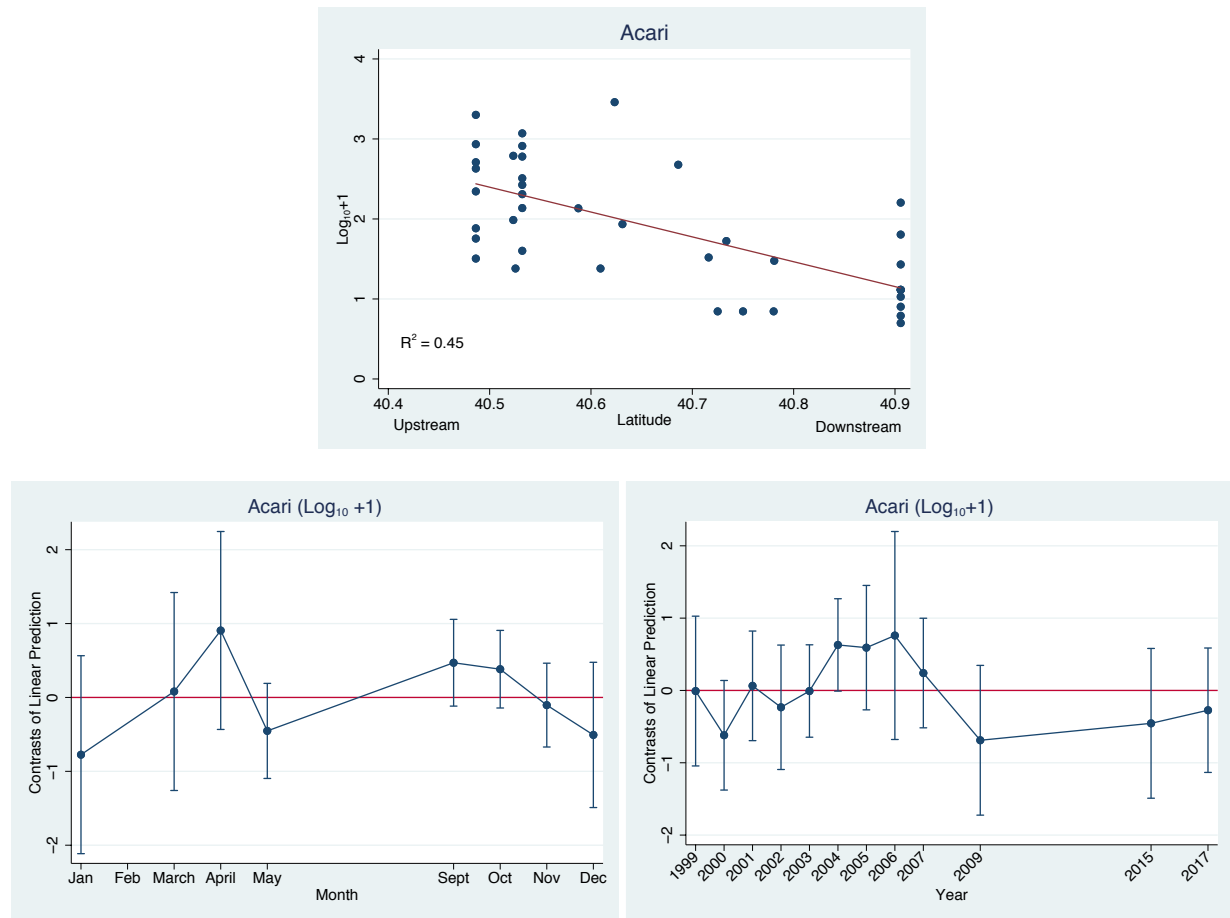 Acari
Log₁₀+1
4
3
2
1
0
R² = 0.45
40.4 40.5 40.6 40.7 40.8 40.9
Upstream Latitude Downstream
Acari (Log₁₀ +1)
Contrasts of Linear Prediction
2
1
0
−1
−2
Jan Feb March April May Sept Oct Nov Dec
Month
Acari (Log₁₀+1)
Contrasts of Linear Prediction
2
1
0
−1
−2
1999 2000 2001 2002 2003 2004 2005 2006 2007 2009 2015 2017
Year